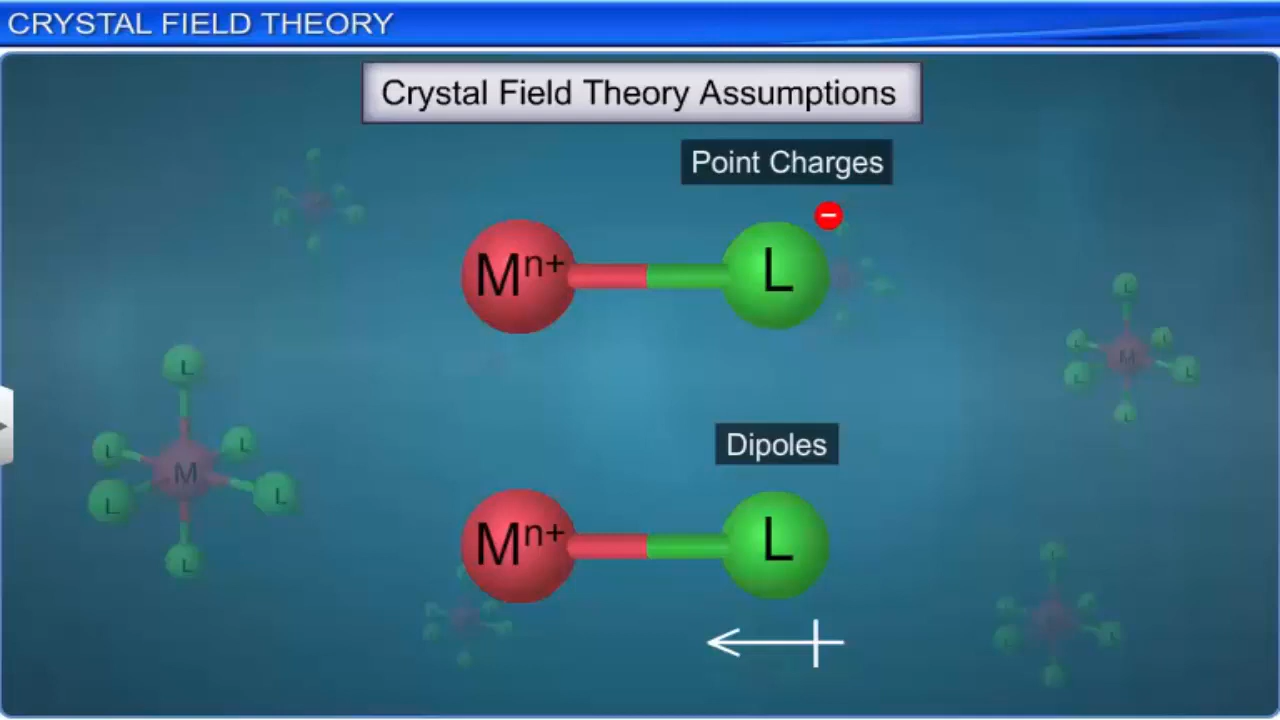 CRYSTAL FIELD THEORY
Crystal Field Theory Assumptions
Point Charges
Mⁿ⁺ L −
Dipoles
Mⁿ⁺ L
L
L L
M
L L
L
L
L L
M
L L
L